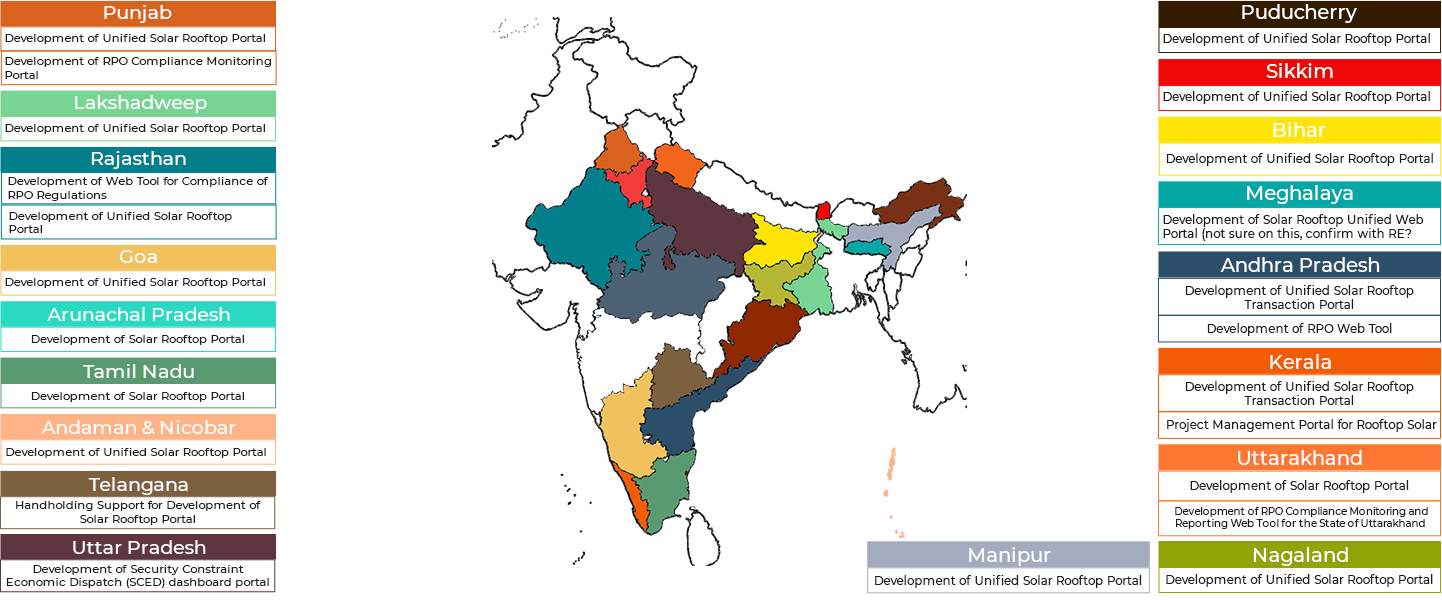 Punjab
Development of Unified Solar Rooftop Portal
Development of RPO Compliance Monitoring
Portal
Lakshadweep
Development of Unified Solar Rooftop Portal
Rajasthan
Development of Web Tool for Compliance of
RPO Regulations
Development of Unified Solar Rooftop
Portal
Goa
Development of Unified Solar Rooftop Portal
Arunachal Pradesh
Development of Solar Rooftop Portal
Tamil Nadu
Development of Solar Rooftop Portal
Andaman & Nicobar
Development of Unified Solar Rooftop Portal
Telangana
Handholding Support for Development of
Solar Rooftop Portal
Uttar Pradesh
Development of Security Constraint
Economic Dispatch (SCED) dashboard portal
Puducherry
Development of Unified Solar Rooftop Portal
Sikkim
Development of Unified Solar Rooftop Portal
Bihar
Development of Unified Solar Rooftop Portal
Meghalaya
Development of Solar Rooftop Unified Web
Portal (not sure on this, confirm with RE?
Andhra Pradesh
Development of Unified Solar Rooftop
Transaction Portal
Development of RPO Web Tool
Kerala
Development of Unified Solar Rooftop
Transaction Portal
Project Management Portal for Rooftop Solar
Uttarakhand
Development of Solar Rooftop Portal
Development of RPO Compliance Monitoring and
Reporting Web Tool for the State of Uttarakhand
Manipur
Development of Unified Solar Rooftop Portal
Nagaland
Development of Unified Solar Rooftop Portal